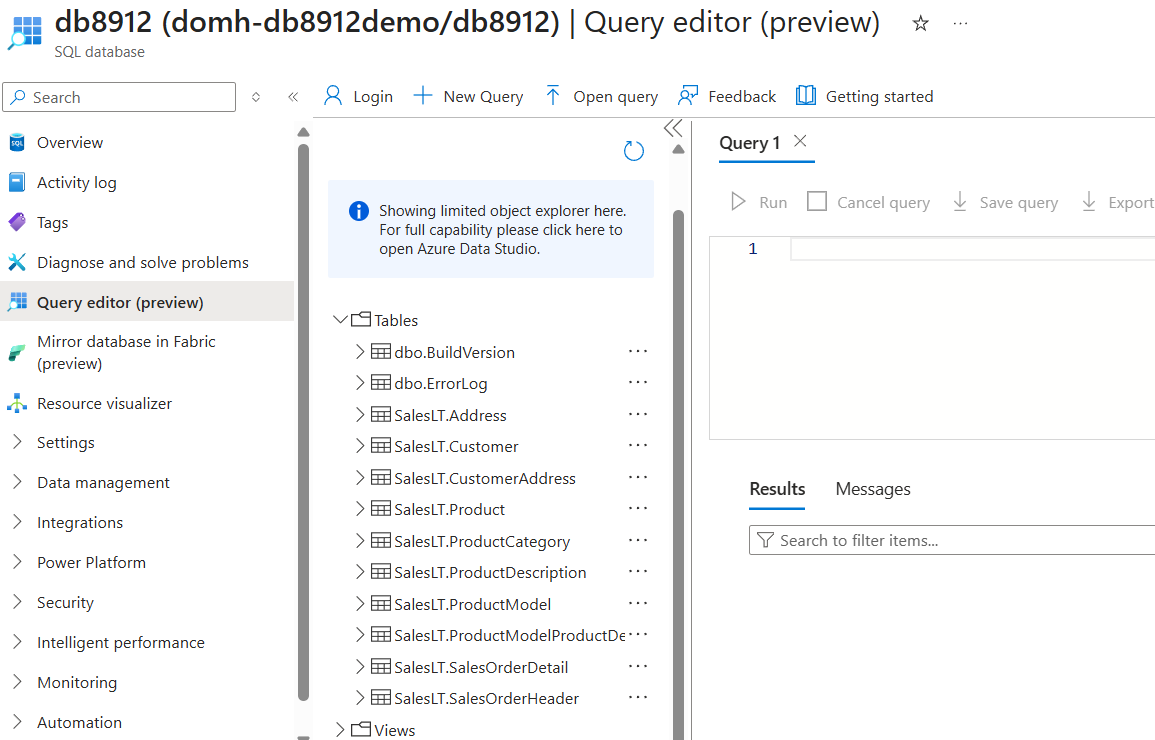 db8912 (domh-db8912demo/db8912) | Query editor (preview)
SQL database
Search
Login
New Query
Open query
Feedback
Getting started
Overview
Activity log
Tags
Diagnose and solve problems
Query editor (preview)
Mirror database in Fabric
(preview)
Resource visualizer
Settings
Data management
Integrations
Power Platform
Security
Intelligent performance
Monitoring
Automation
Showing limited object explorer here.
For full capability please click here to
open Azure Data Studio.
Tables
dbo.BuildVersion
dbo.ErrorLog
SalesLT.Address
SalesLT.Customer
SalesLT.CustomerAddress
SalesLT.Product
SalesLT.ProductCategory
SalesLT.ProductDescription
SalesLT.ProductModel
SalesLT.ProductModelProductDe
SalesLT.SalesOrderDetail
SalesLT.SalesOrderHeader
Views
Query 1
Run
Cancel query
Save query
Export
1
Results
Messages
Search to filter items...